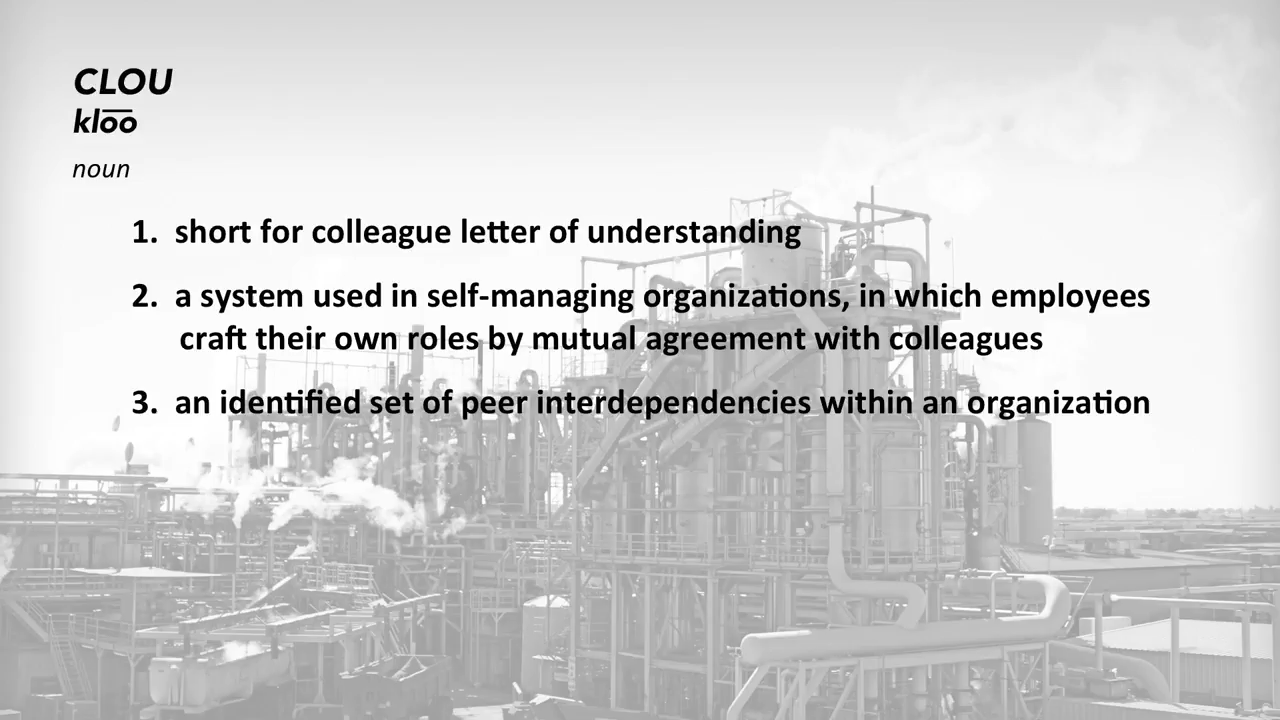 CLOU
klo͞o
noun
1. short for colleague letter of understanding
2. a system used in self-managing organizations, in which employees
craft their own roles by mutual agreement with colleagues
3. an identified set of peer interdependencies within an organization